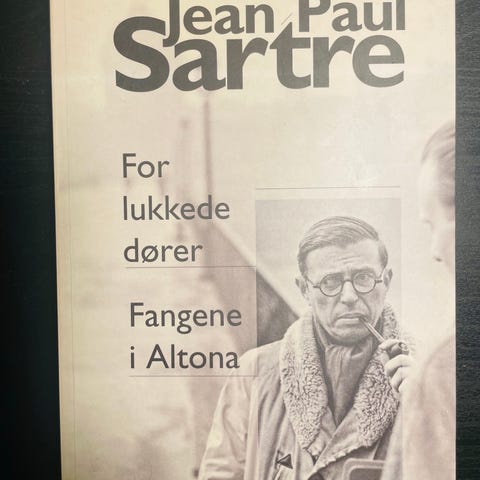 Jean Paul
Sartre
For
lukkede
dører
Fangene
i Altona